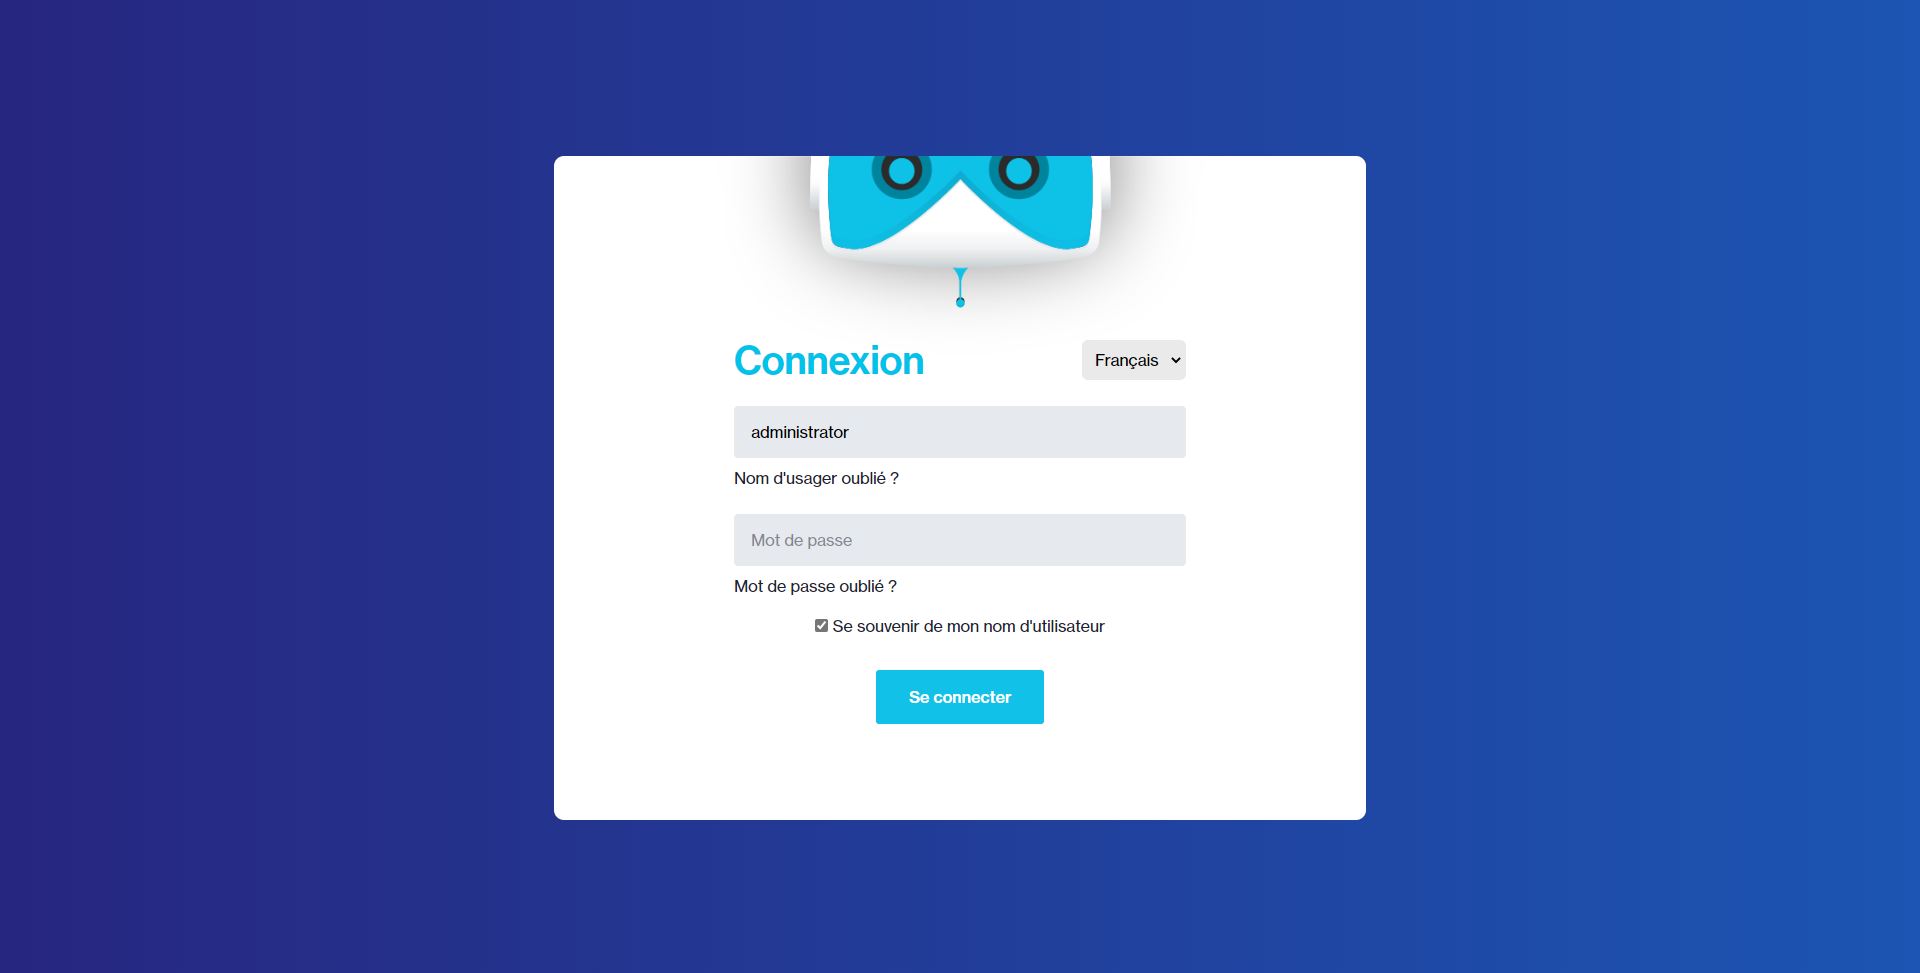 Connexion
Français
administrator
Nom d'usager oublié ?
Mot de passe
Mot de passe oublié ?
Se souvenir de mon nom d'utilisateur
Se connecter